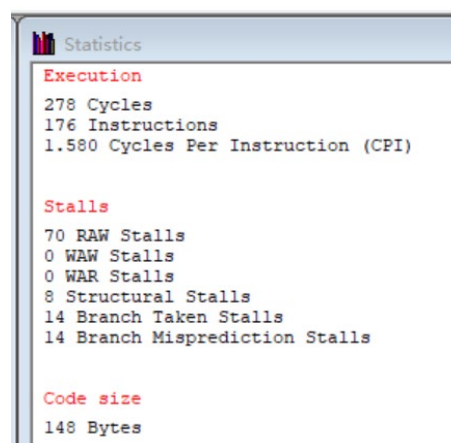 Statistics
Execution
278 Cycles
176 Instructions
1.580 Cycles Per Instruction (CPI)
Stalls
70 RAW Stalls
0 WAW Stalls
0 WAR Stalls
8 Structural Stalls
14 Branch Taken Stalls
14 Branch Misprediction Stalls
Code size
148 Bytes